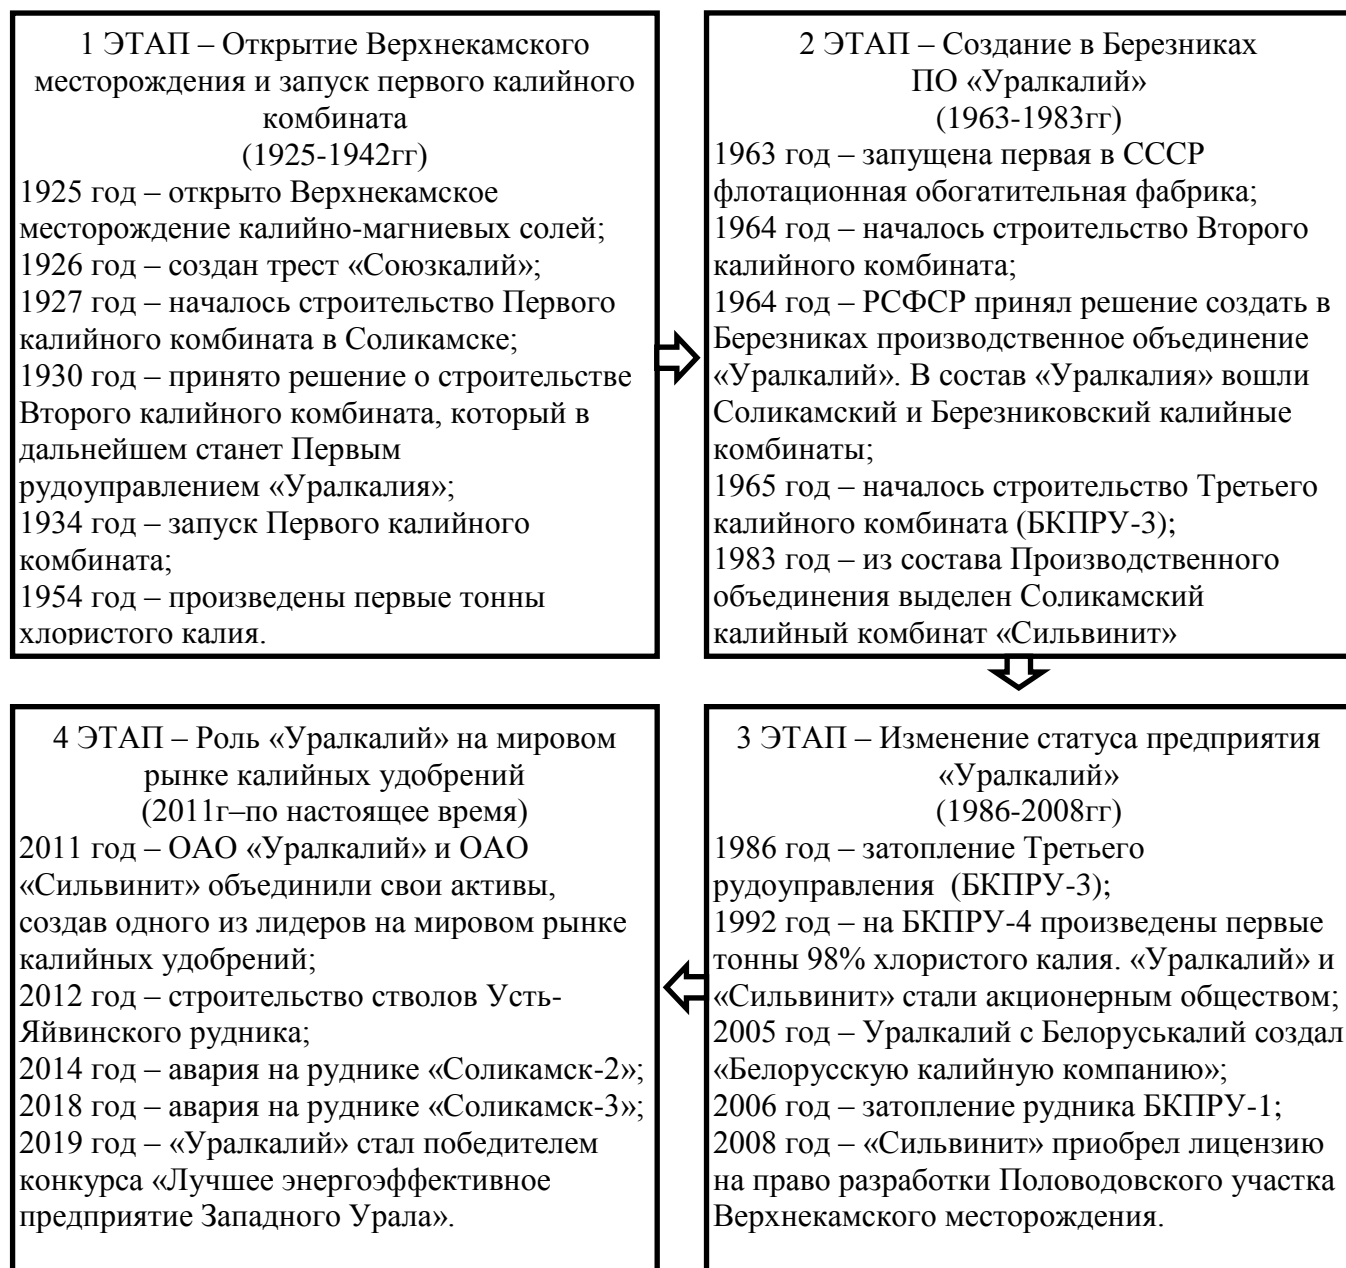 1 ЭТАП – Открытие Верхнекамского
месторождения и запуск первого калийного
комбината
(1925-1942гг)
1925 год – открыто Верхнекамское
месторождение калийно-магниевых солей;
1926 год – создан трест «Союзкалий»;
1927 год – началось строительство Первого
калийного комбината в Соликамске;
1930 год – принято решение о строительстве
Второго калийного комбината, который в
дальнейшем станет Первым
рудоуправлением «Уралкалия»;
1934 год – запуск Первого калийного
комбината;
1954 год – произведены первые тонны
хлористого калия.
2 ЭТАП – Создание в Березниках
ПО «Уралкалий»
(1963-1983гг)
1963 год – запущена первая в СССР
флотационная обогатительная фабрика;
1964 год – началось строительство Второго
калийного комбината;
1964 год – РСФСР принял решение создать в
Березниках производственное объединение
«Уралкалий». В состав «Уралкалия» вошли
Соликамский и Березниковский калийные
комбинаты;
1965 год – началось строительство Третьего
калийного комбината (БКПРУ-3);
1983 год – из состава Производственного
объединения выделен Соликамский
калийный комбинат «Сильвинит»
3 ЭТАП – Изменение статуса предприятия
«Уралкалий»
(1986-2008гг)
1986 год – затопление Третьего
рудоуправления (БКПРУ-3);
1992 год – на БКПРУ-4 произведены первые
тонны 98% хлористого калия. «Уралкалий» и
«Сильвинит» стали акционерным обществом;
2005 год – Уралкалий с Белоруськалий создал
«Белорусскую калийную компанию»;
2006 год – затопление рудника БКПРУ-1;
2008 год – «Сильвинит» приобрел лицензию
на право разработки Половодовского участка
Верхнекамского месторождения.
4 ЭТАП – Роль «Уралкалий» на мировом
рынке калийных удобрений
(2011г–по настоящее время)
2011 год – ОАО «Уралкалий» и ОАО
«Сильвинит» объединили свои активы,
создав одного из лидеров на мировом рынке
калийных удобрений;
2012 год – строительство стволов Усть-
Яйвинского рудника;
2014 год – авария на руднике «Соликамск-2»;
2018 год – авария на руднике «Соликамск-3»;
2019 год – «Уралкалий» стал победителем
конкурса «Лучшее энергоэффективное
предприятие Западного Урала».